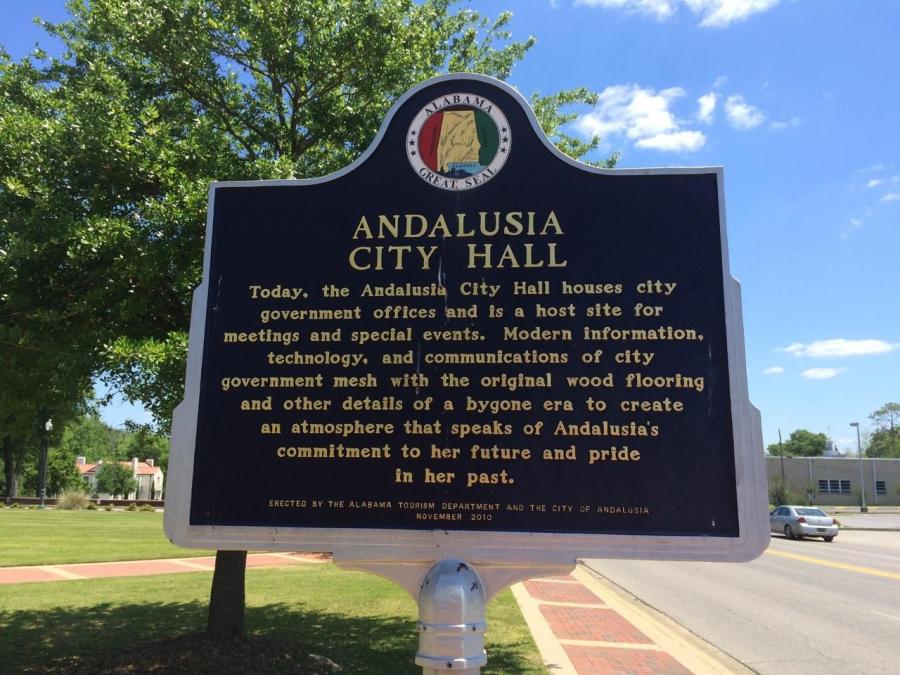 ALABAMA
GREAT SEAL
ANDALUSIA
CITY HALL
Today, the Andalusia City Hall houses city
government offices and is a host site for
meetings and special events. Modern information,
technology, and communications of city
government mesh with the original wood flooring
and other details of a bygone era to create
an atmosphere that speaks of Andalusia's
commitment to her future and pride
in her past.
ERECTED BY THE ALABAMA TOURISM DEPARTMENT AND THE CITY OF ANDALUSIA
NOVEMBER 2010